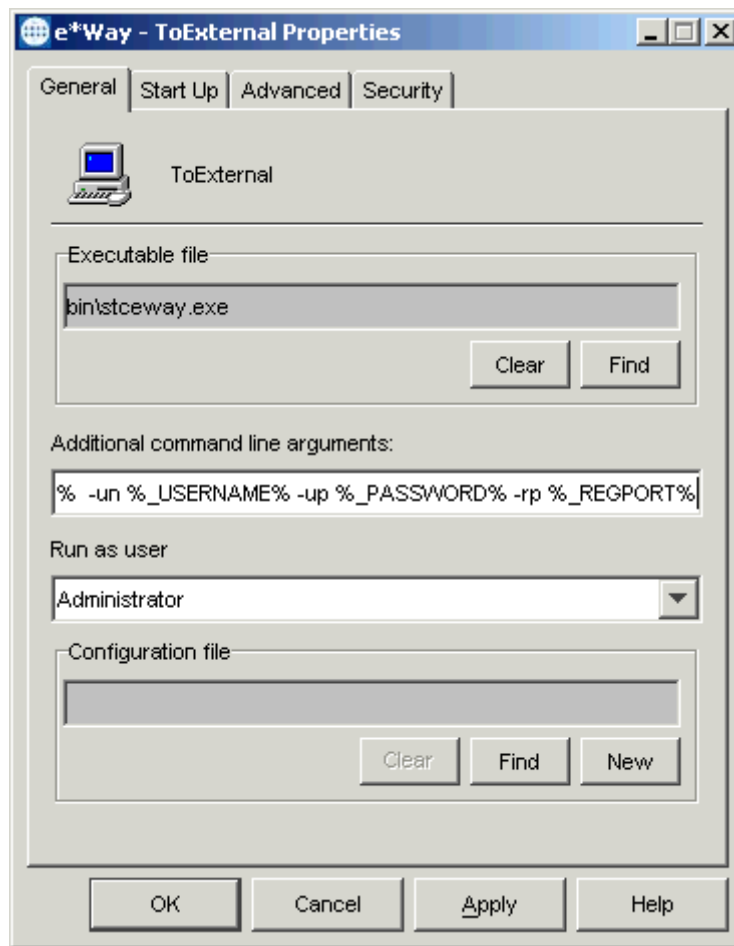 e*Way - ToExternal Properties
General Start Up Advanced Security
ToExternal
Executable file
bin\stceway.exe
Clear Find
Additional command line arguments:
% -un %_USERNAME% -up %_PASSWORD% -rp %_REGPORT%
Run as user
Administrator
Configuration file
Clear Find New
OK Cancel Apply Help